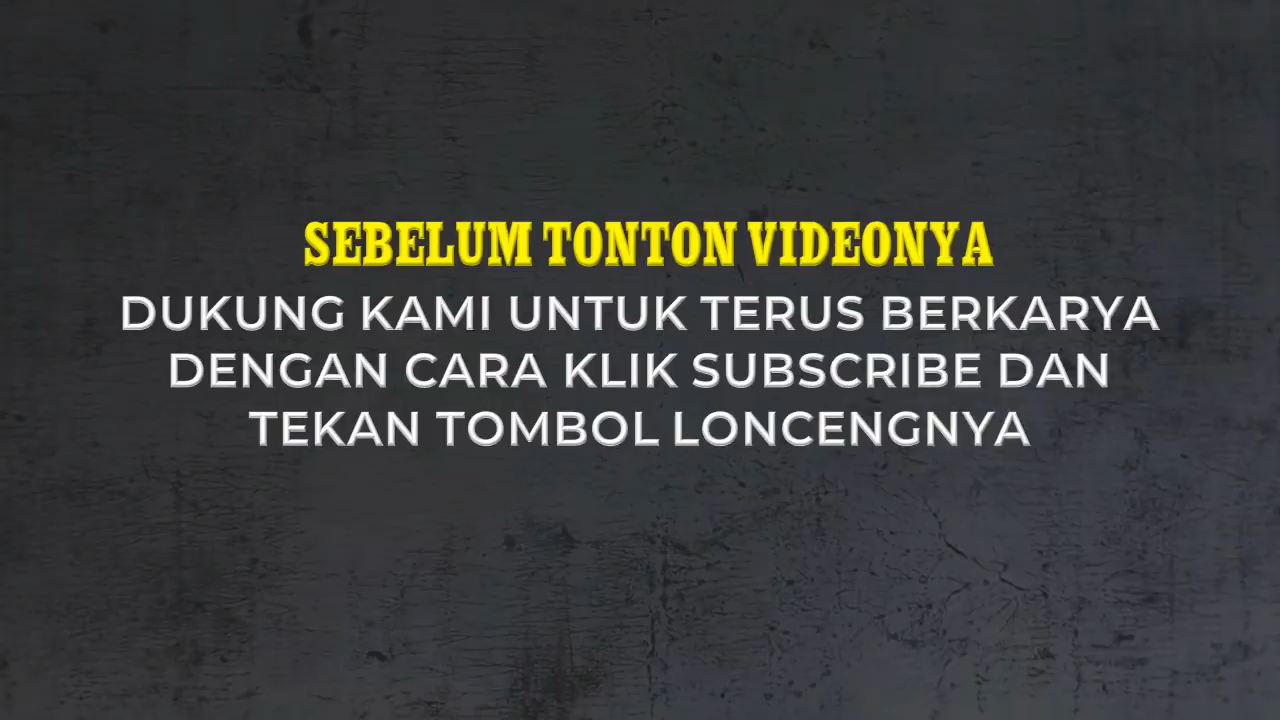 SEBELUM TONTON VIDEONYA
DUKUNG KAMI UNTUK TERUS BERKARYA
DENGAN CARA KLIK SUBSCRIBE DAN
TEKAN TOMBOL LONCENGNYA